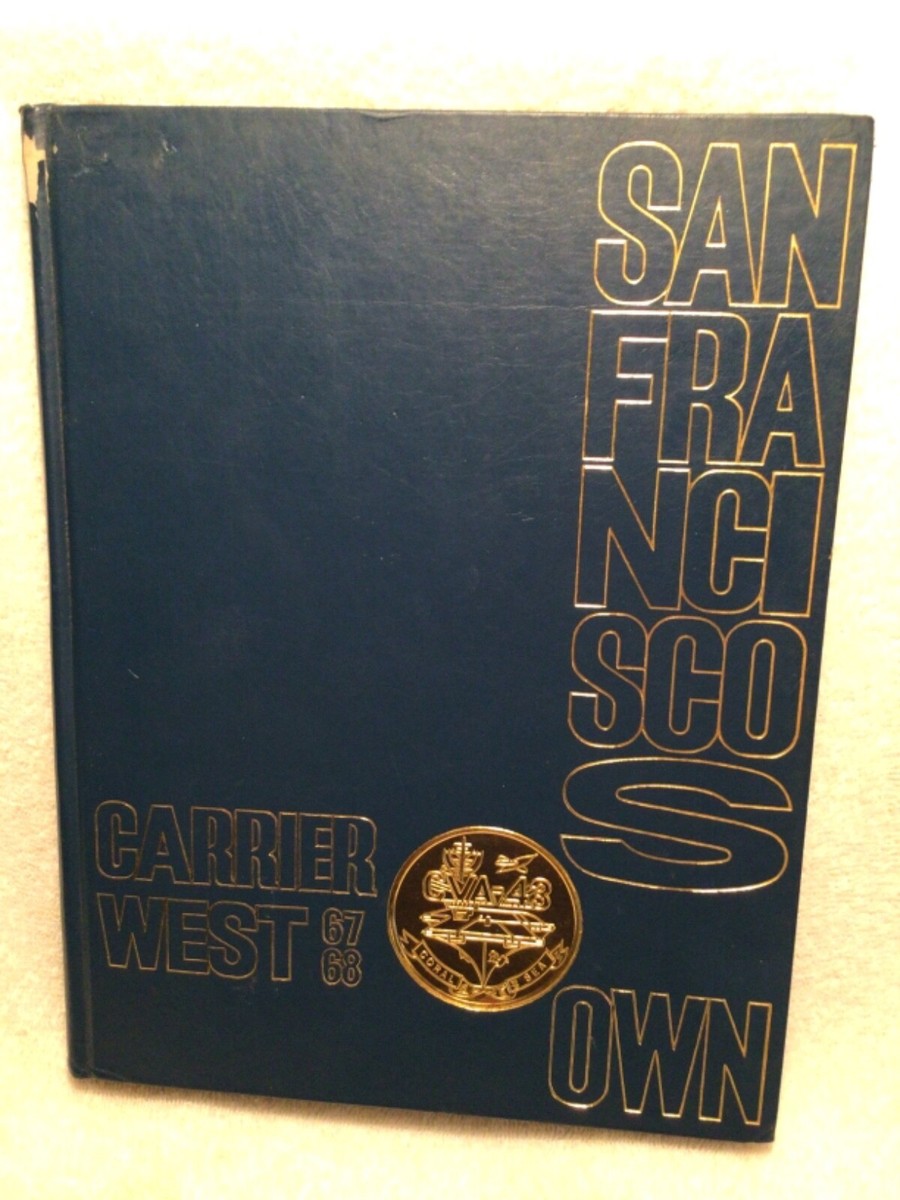 SAN
FRA
NCI
SCO
S
OWN
CARRIER
WEST 67 68
CVA-43
CORAL SEA